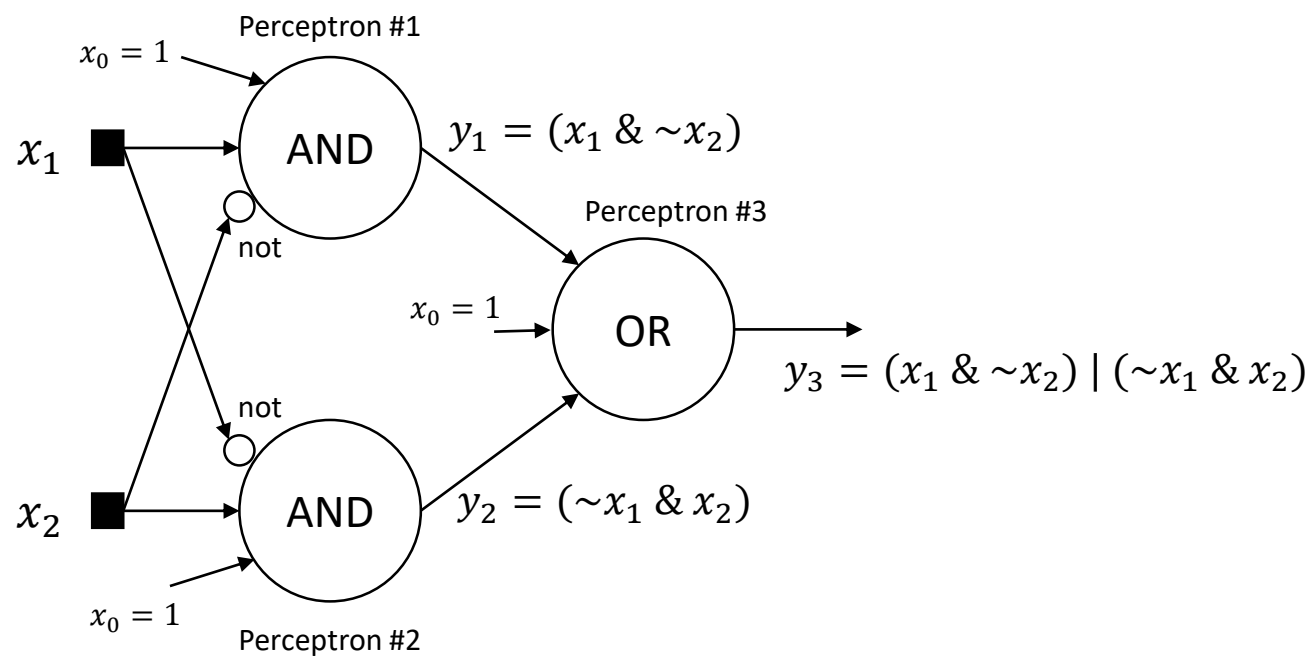 Perceptron #1
x₀ = 1
x₁
AND
y₁ = (x₁ & ~x₂)
not
Perceptron #3
x₀ = 1
OR
y₃ = (x₁ & ~x₂) | (~x₁ & x₂)
not
x₂
AND
y₂ = (~x₁ & x₂)
x₀ = 1
Perceptron #2